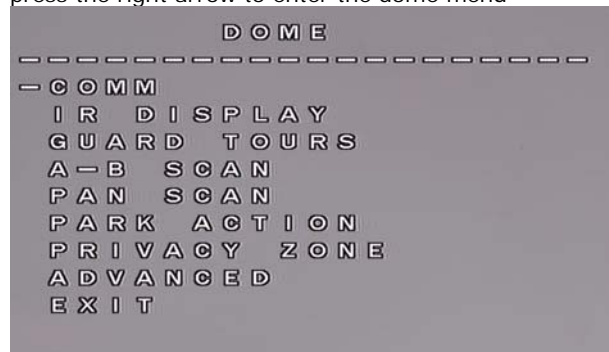 press the right arrow to enter the dome menu
DOME
--------------------
-COMM
IR DISPLAY
GUARD TOURS
A-B SCAN
PAN SCAN
PARK ACTION
PRIVACY ZONE
ADVANCED
EXIT